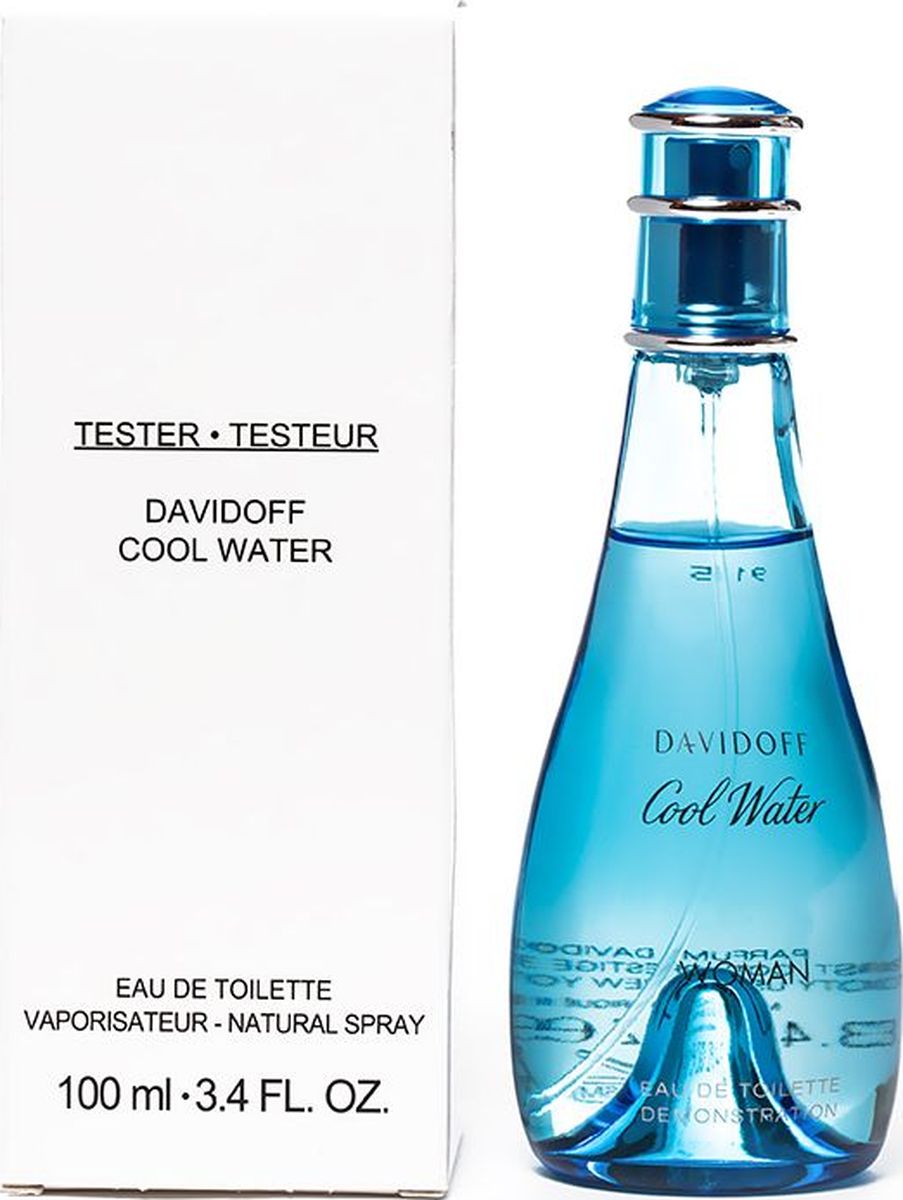 TESTER • TESTEUR
DAVIDOFF
COOL WATER
EAU DE TOILETTE
VAPORISATEUR - NATURAL SPRAY
100 ml • 3.4 FL. OZ.
DAVIDOFF
Cool Water
WOMAN
EAU DE TOILETTE
DEMONSTRATION